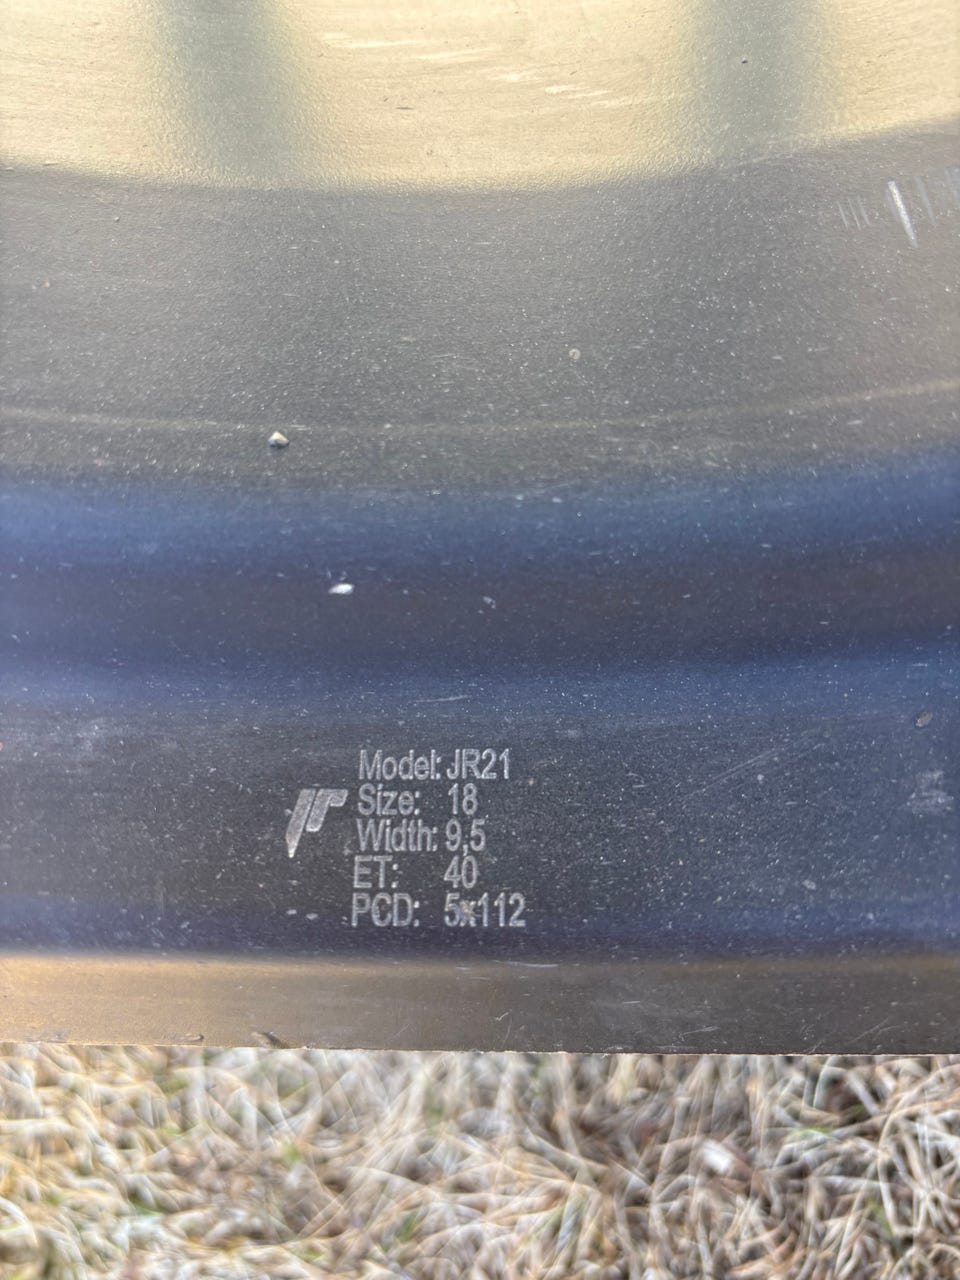 Model: JR21
Size: 18
Width: 9,5
ET: 40
PCD: 5x112